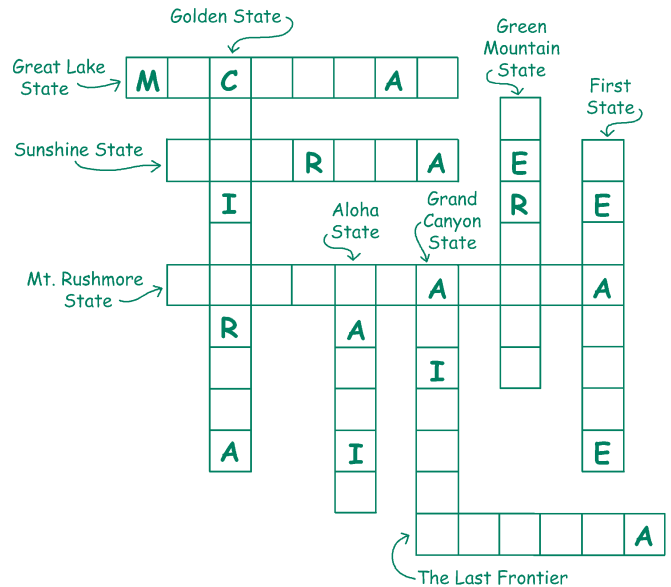 Golden State
Green
Mountain
State
Great Lake
State
First
State
M C A
Sunshine State
R A
E
I
R
E
Aloha
State
Grand
Canyon
State
Mt. Rushmore
State
A A
R
A
I
A
I
E
A
The Last Frontier